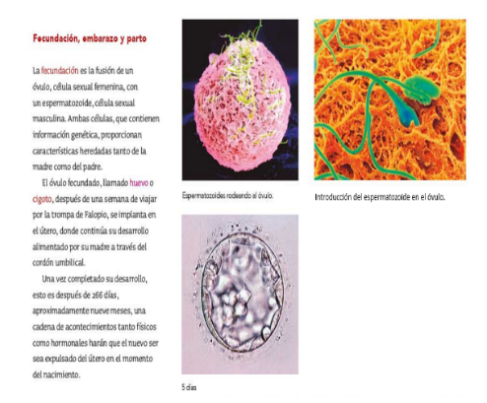 Fecundación, embarazo y parto
La fecundación es la fusión de un
óvulo, célula sexual femenina, con
un espermatozoide, célula sexual
masculina. Ambas células, que contienen
información genética, proporcionan
características heredadas tanto de la
madre como del padre.
El óvulo fecundado, llamado huevo o
cigoto, después de una semana de viajar
por la trompa de Falopio, se implanta en
el útero, donde continúa su desarrollo
alimentado por su madre a través del
cordón umbilical.
Una vez completado su desarrollo,
esto es después de 266 días,
aproximadamente nueve meses, una
cadena de acontecimientos tanto físicos
como hormonales harán que el nuevo ser
sea expulsado del útero en el momento
del nacimiento.
Espermatozoides rodeando al óvulo.
Introducción del espermatozoide en el óvulo.
5 días